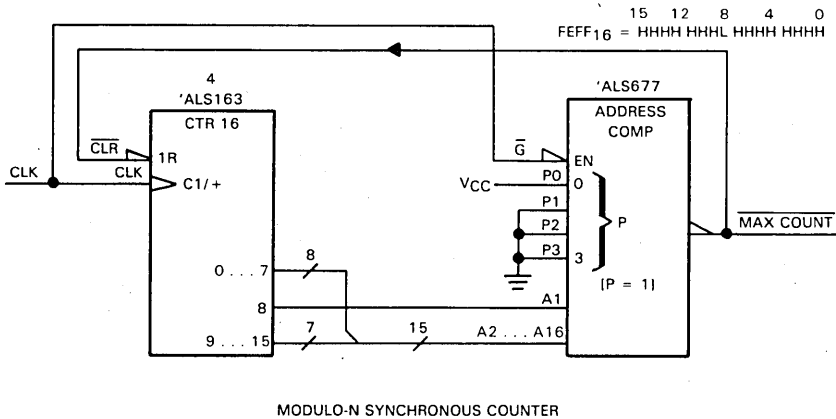 15 12 8 4 0
FEFF16 = HHHH HHHL HHHH HHHH
4
'ALS163
CTR 16
'ALS677
ADDRESS
COMP
CLR
1R
G
EN
CLK
CLK
C1/+
VCC
P0
0
P1
P2
P
MAX COUNT
P3
3
[P = 1]
0 . . . 7
8
8
A1
9 . . . 15
7
15
A2 . . . A16
MODULO-N SYNCHRONOUS COUNTER